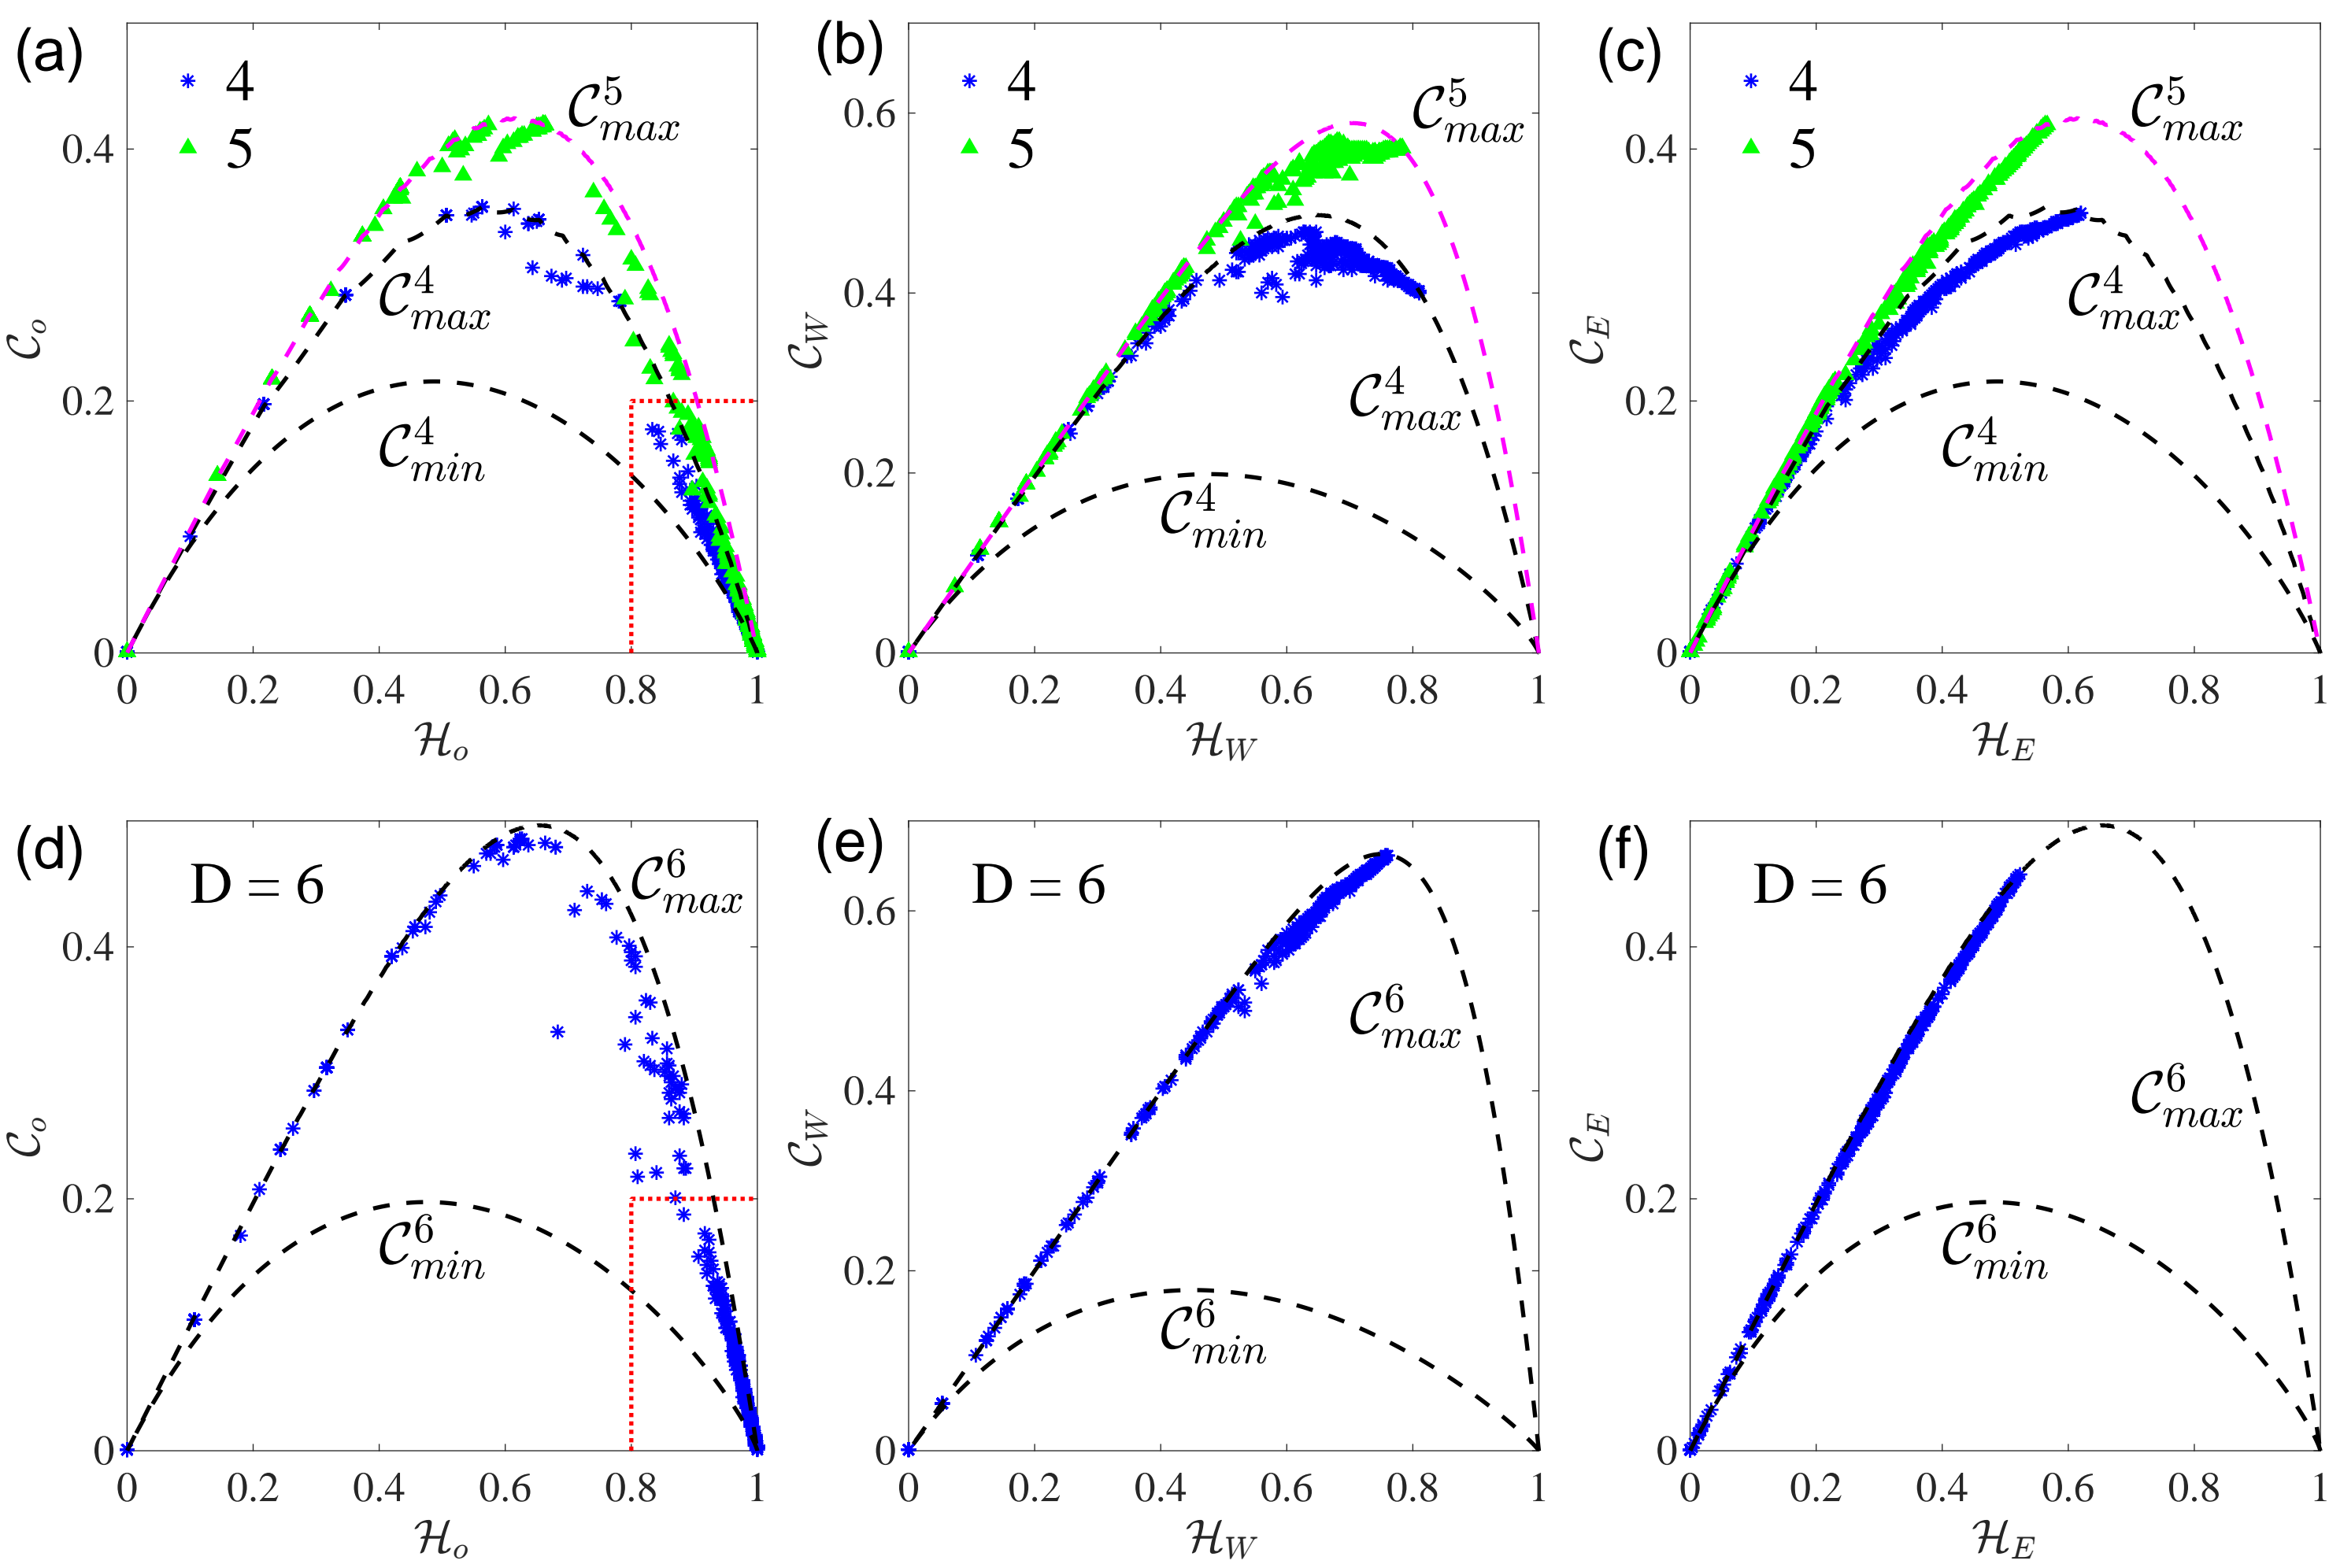 (a)
4
5
C^5_max
C^4_max
C^4_min
0.4
0.2
0
C_o
0 0.2 0.4 0.6 0.8 1
H_o
(b)
4
5
C^5_max
C^4_max
C^4_min
0.6
0.4
0.2
0
C_W
0 0.2 0.4 0.6 0.8 1
H_W
(c)
4
5
C^5_max
C^4_max
C^4_min
0.4
0.2
0
C_E
0 0.2 0.4 0.6 0.8 1
H_E
(d)
D = 6
C^6_max
C^6_min
0.4
0.2
0
C_o
0 0.2 0.4 0.6 0.8 1
H_o
(e)
D = 6
C^6_max
C^6_min
0.6
0.4
0.2
0
C_W
0 0.2 0.4 0.6 0.8 1
H_W
(f)
D = 6
C^6_max
C^6_min
0.4
0.2
0
C_E
0 0.2 0.4 0.6 0.8 1
H_E